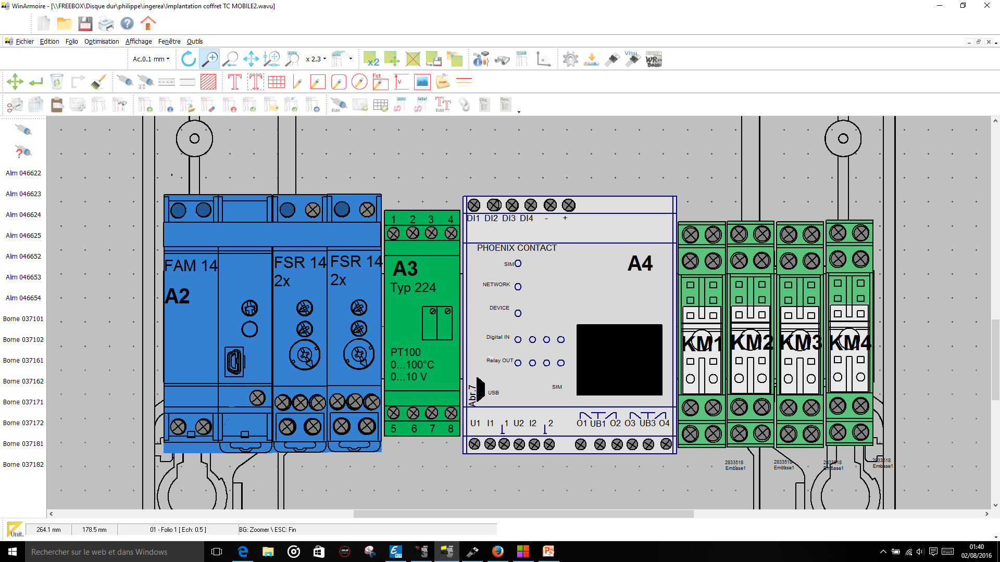 WinArmoire - [\\FREEBOX\Disque dur\philippe\ingerea\Implantation coffret TC MOBILE2.wavu]
Fichier Edition Folio Optimisation Affichage Fenêtre Outils
Ac.0.1 mm
x 2.3
x2
Visu
WR
Base
Fct
V
Note
Edit
Edit
Obj.
Rev.
Alim 046622
Alim 046623
Alim 046624
Alim 046625
Alim 046652
Alim 046653
Alim 046654
Borne 037101
Borne 037102
Borne 037161
Borne 037162
Borne 037171
Borne 037172
Borne 037181
Borne 037182
FAM 14
A2
FSR 14
2x
FSR 14
2x
1 2 3 4
A3
Typ 224
PT100
0...100°C
0...10 V
5 6 7 8
DI1 DI2 DI3 DI4 - +
PHOENIX CONTACT
A4
SIM
NETWORK
DEVICE
Digital IN
Relay OUT
Abr.7
USB
SIM
U1 I1 1 U2 I2 2 O1 UB1 O2 O3 UB3 O4
KM1 KM2 KM3 KM4
2833518
Embase1
2833518
Embase1
2833518
Embase1
2833518
Embase1
Unit.
264.1 mm
178.5 mm
01 - Folio 1 [ Ech: 0.5 ]
BG: Zoomer \ ESC: Fin
Rechercher sur le web et dans Windows
01:40
02/08/2016